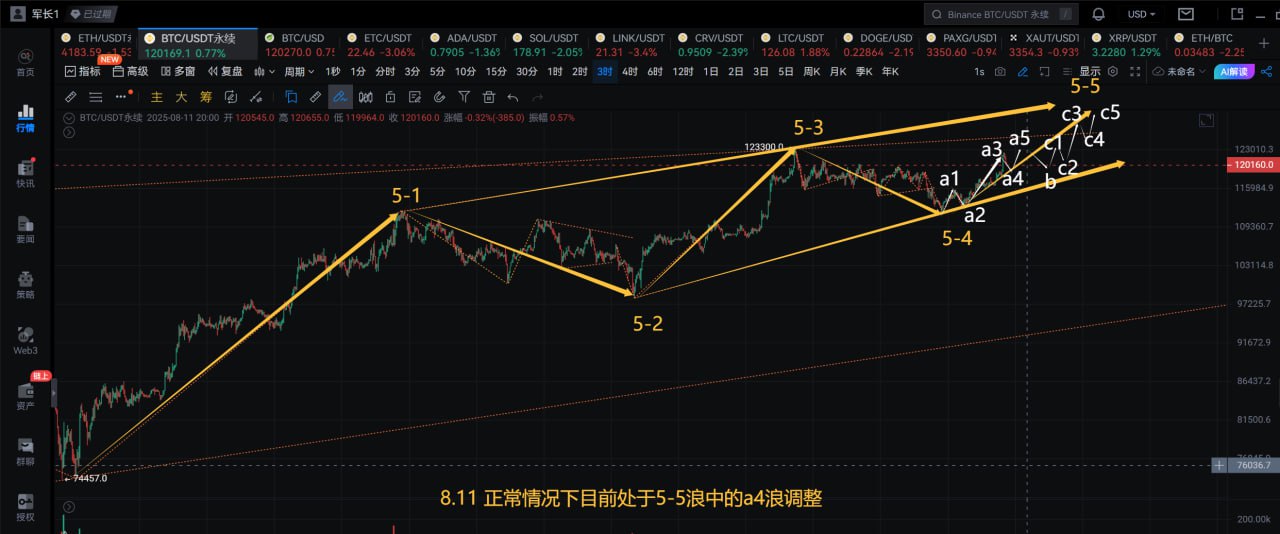 军长1 已过期 Binance BTC/USDT 永续 / USD
ETH/USDT永 BTC/USDT永续 BTC/USD ETC/USDT ADA/USDT SOL/USDT LINK/USDT CRV/USDT LTC/USDT DOGE/USDT PAXG/USDT XAUT/USDT XRP/USDT ETH/BTC
4183.59 -1.53 120169.1 0.77% 120270.0 0.75 22.46 -3.06% 0.7905 -1.36 178.91 -2.05% 21.31 -3.4% 0.9509 -2.39% 126.08 1.88% 0.22864 -2.19 3350.60 -0.94 3354.3 -0.93% 3.2280 1.29% 0.03483 -2.25
NEW
指标 高级 多窗 复盘 周期 1秒 1分 分时 3分 5分 10分 15分 30分 1时 2时 3时 4时 6时 12时 1日 2日 3日 5日 周K 月K 季K 年K 1s 显示 未命名 AI解读
主 大 筹
BTC/USDT永续 2025-08-11 20:00 开 120545.0 高 120655.0 低 119964.0 收 120160.0 涨幅 -0.32%(-385.0) 振幅 0.57%
首页
行情
快讯
要闻
策略
Web3
链上
资产
群聊
授权
5-5
c3 c5
5-3
c4
123300.0
a5
c1
a3
c2
a4
b
a1
5-1
a2
5-4
5-2
←74457.0
123010.3
120160.0
115984.9
109360.7
103114.8
97225.7
91672.9
86437.2
81500.6
76036.7
200.00k
8.11 正常情况下目前处于5-5浪中的a4浪调整